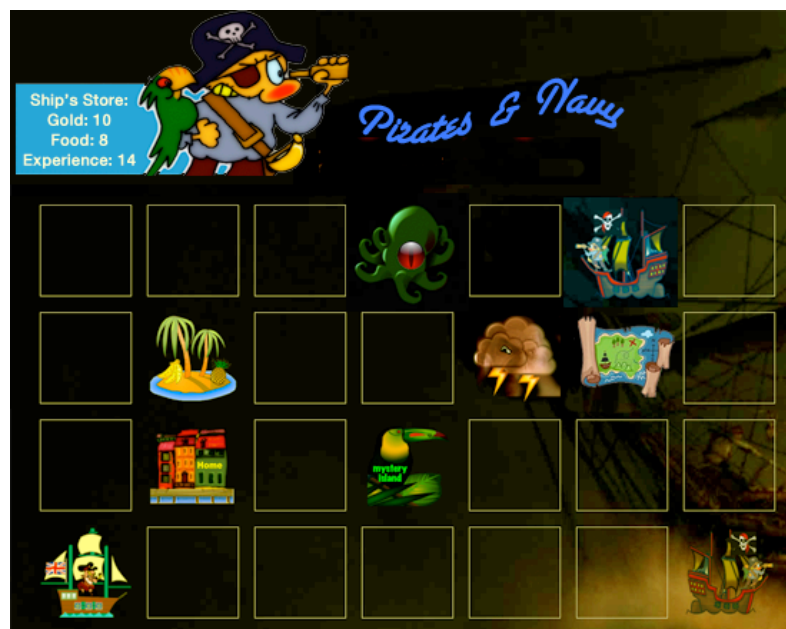 Ship's Store:
Gold: 10
Food: 8
Experience: 14
Pirates & Navy
Home
mystery
island